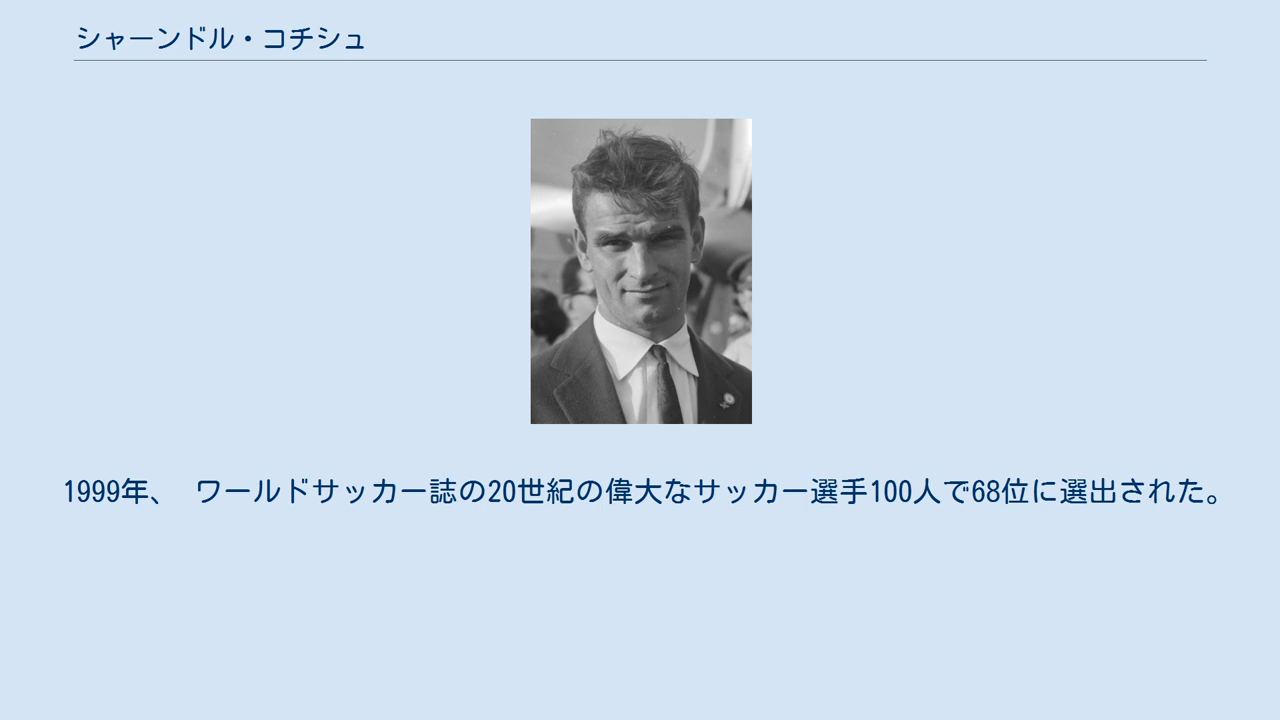 シャーンドル・コチシュ
1999年、　ワールドサッカー誌の20世紀の偉大なサッカー選手100人で68位に選出された。